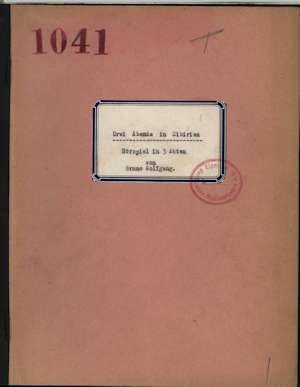 1041
Drei Abende in Sibirien
Hörspiel in 3 Akten
von
Bruno Wolfgang.